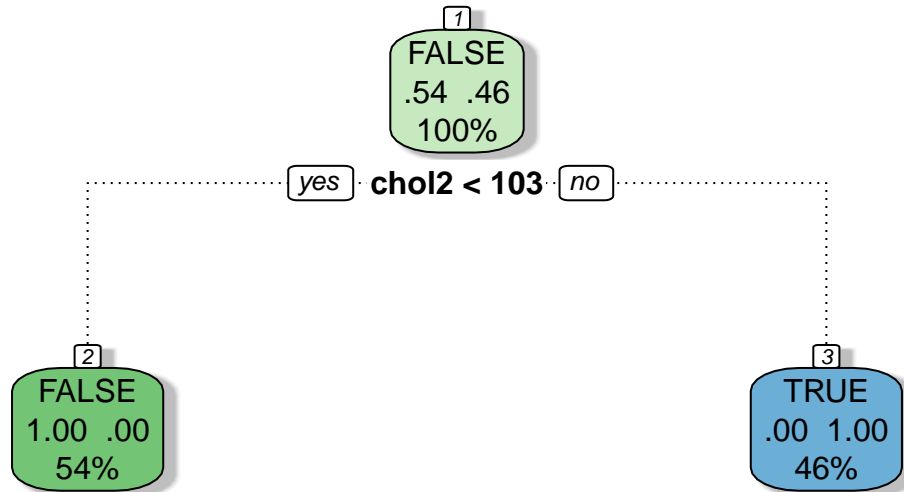 1
FALSE
.54 .46
100%
yes chol2 < 103 no
2
FALSE
1.00 .00
54%
3
TRUE
.00 1.00
46%